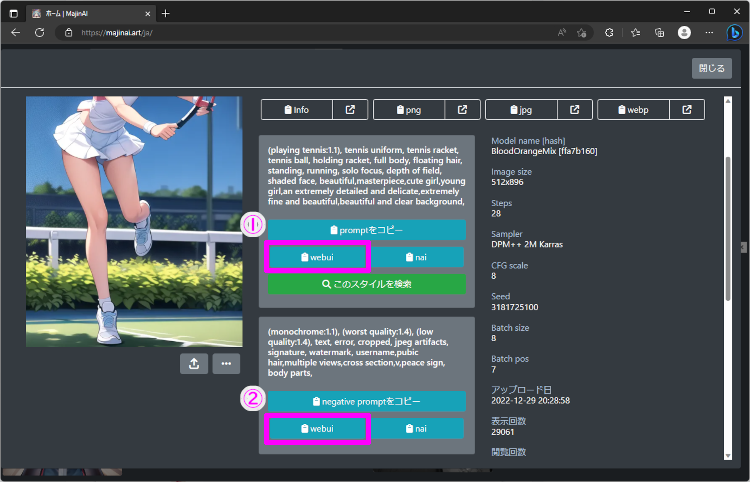 ホーム | MajinAI
https://majinai.art/ja/
閉じる
Info
png
jpg
webp
(playing tennis:1.1), tennis uniform, tennis racket,
tennis ball, holding racket, full body, floating hair,
standing, running, solo focus, depth of field,
shaded face, beautiful,masterpiece,cute girl,young
girl,an extremely detailed and delicate,extremely
fine and beautiful,beautiful and clear background,
①
promptをコピー
webui
nai
このスタイルを検索
(monochrome:1.1), (worst quality:1.4), (low
quality:1.4), text, error, cropped, jpeg artifacts,
signature, watermark, username,pubic
hair,multiple views,cross section,v,peace sign,
body parts,
②
negative promptをコピー
webui
nai
Model name [hash]
BloodOrangeMix [ffa7b160]
Image size
512x896
Steps
28
Sampler
DPM++ 2M Karras
CFG scale
8
Seed
3181725100
Batch size
8
Batch pos
7
アップロード日
2022-12-29 20:28:58
表示回数
29061
閲覧回数